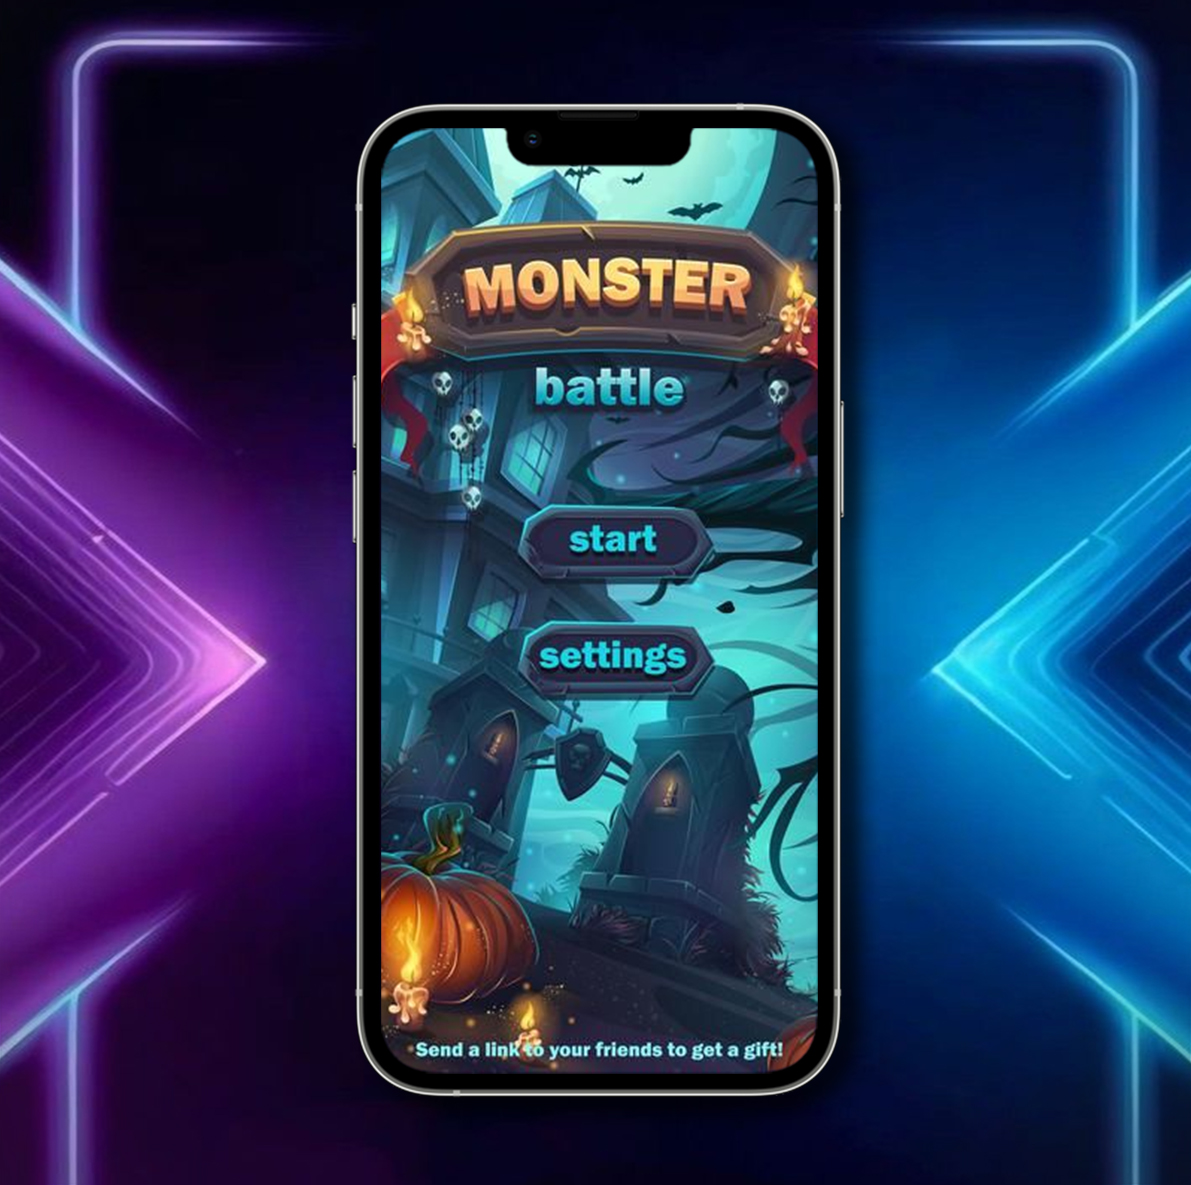 MONSTER
battle
start
settings
Send a link to your friends to get a gift!